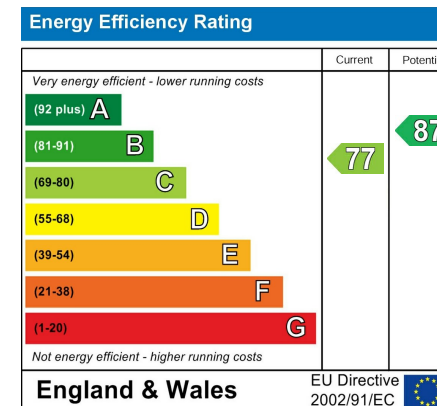 Energy Efficiency Rating
Current Potenti
Very energy efficient - lower running costs
(92 plus) A
(81-91) B
(69-80) C
(55-68) D
(39-54) E
(21-38) F
(1-20) G
77
87
Not energy efficient - higher running costs
England & Wales
EU Directive
2002/91/EC